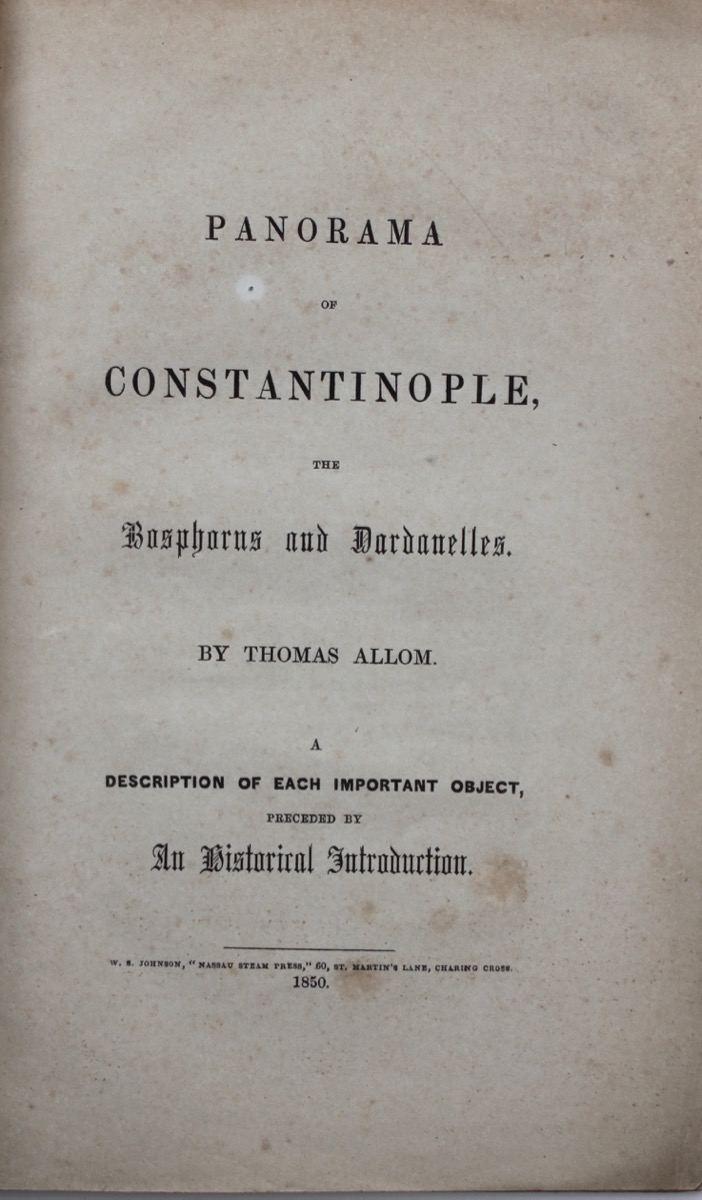 PANORAMA
OF
CONSTANTINOPLE,
THE
Bosphorus and Dardanelles.
BY THOMAS ALLOM.
A
DESCRIPTION OF EACH IMPORTANT OBJECT,
PRECEDED BY
An Historical Introduction.
W. S. JOHNSON, "NASSAU STEAM PRESS," 60, ST. MARTIN'S LANE, CHARING CROSS.
1850.